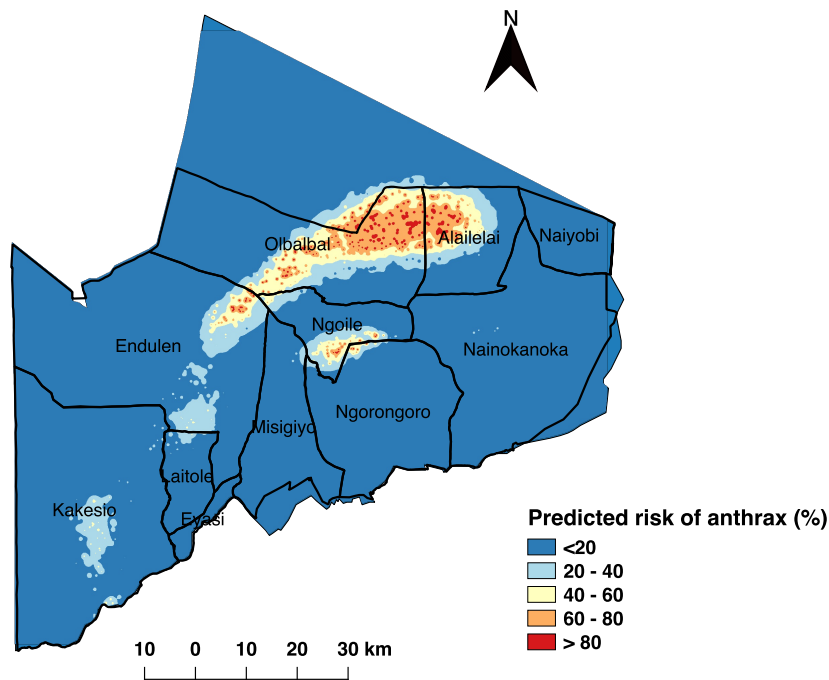 N
Naiyobi
Olbalbal
Alailelai
Ngoile
Endulen
Nainokanoka
Ngorongoro
Misigiyo
Laitole
Kakesio
Eyasi
Predicted risk of anthrax (%)
<20
20 - 40
40 - 60
60 - 80
> 80
10 0 10 20 30 km